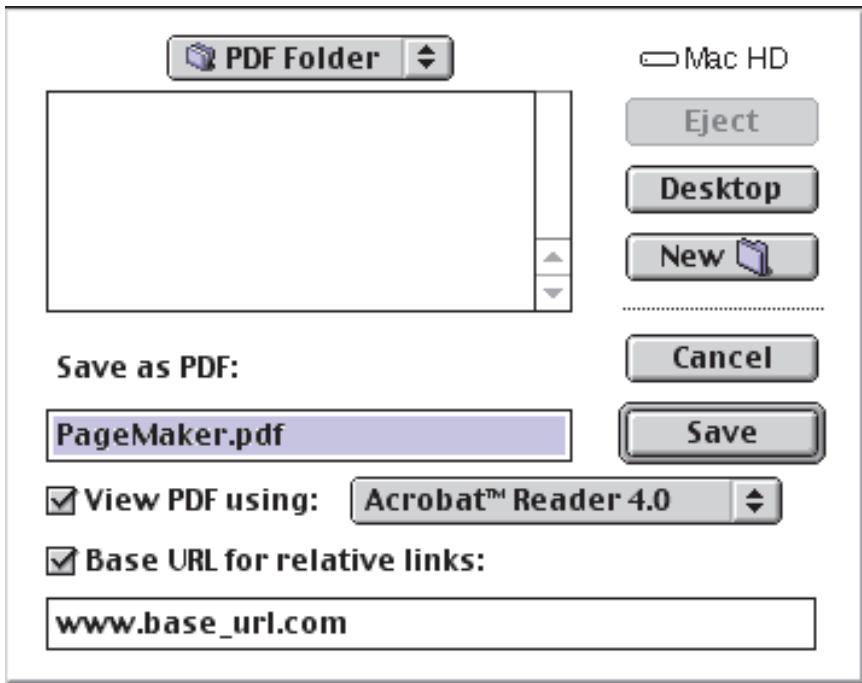 PDF Folder
Mac HD
Eject
Desktop
New
Save as PDF:
Cancel
PageMaker.pdf
Save
View PDF using: Acrobat™ Reader 4.0
Base URL for relative links:
www.base_url.com